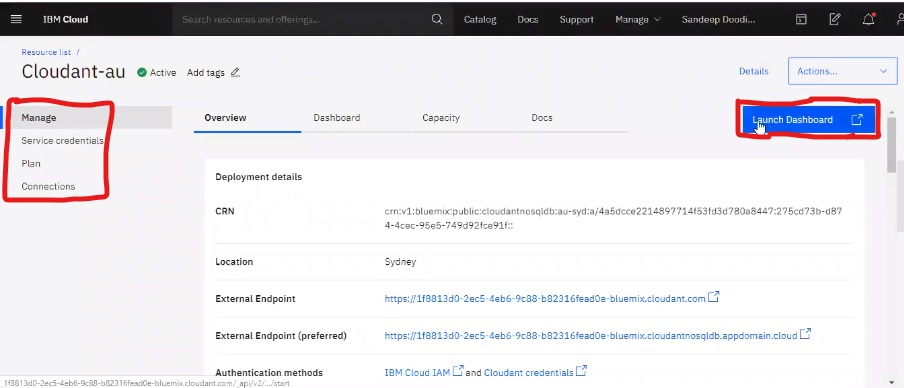 IBM Cloud Search resources and offerings... Catalog Docs Support Manage Sandeep Doodi...
Resource list /
Cloudant-au Active Add tags Details Actions...
Manage Overview Dashboard Capacity Docs Launch Dashboard
Service credentials
Plan
Connections
Deployment details
CRN crn:v1:bluemix:public:cloudantnosqldb:au-syd:a/4a5dcce2214897714f53fd3d780a8447:275cd73b-d87
4-4cec-95e5-749d92fce91f::
Location Sydney
External Endpoint https://1f8813d0-2ec5-4eb6-9c88-b82316fead0e-bluemix.cloudant.com
External Endpoint (preferred) https://1f8813d0-2ec5-4eb6-9c88-b82316fead0e-bluemix.cloudantnosqldb.appdomain.cloud
Authentication methods IBM Cloud IAM and Cloudant credentials
1f8813d0-2ec5-4eb6-9c88-b82316fead0e-bluemix.cloudant.com/_api/v2/.../start